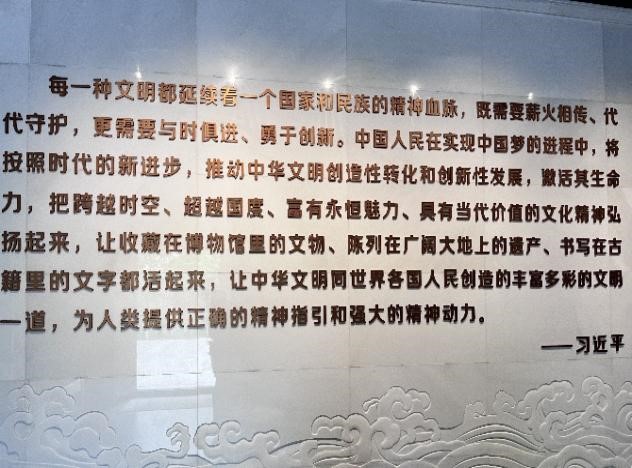 每一种文明都延续着一个国家和民族的精神血脉，既需要薪火相传、代
代守护，更需要与时俱进、勇于创新。中国人民在实现中国梦的进程中，将
按照时代的新进步，推动中华文明创造性转化和创新性发展，激活其生命
力，把跨越时空、超越国度、富有永恒魅力、具有当代价值的文化精神弘
扬起来，让收藏在博物馆里的文物、陈列在广阔大地上的遗产、书写在古
籍里的文字都活起来，让中华文明同世界各国人民创造的丰富多彩的文明
一道，为人类提供正确的精神指引和强大的精神动力。
——习近平